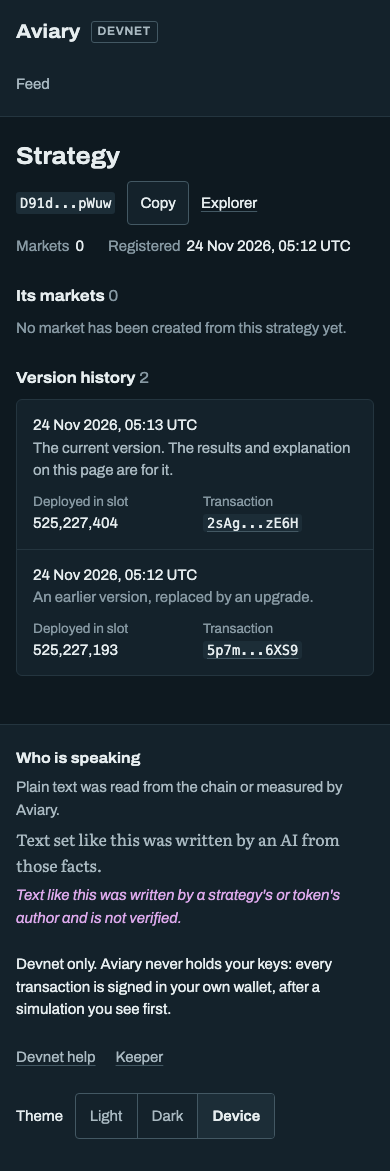 Aviary DEVNET
Feed
Strategy
D91d...pWuw Copy Explorer
Markets 0 Registered 24 Nov 2026, 05:12 UTC
Its markets 0
No market has been created from this strategy yet.
Version history 2
24 Nov 2026, 05:13 UTC
The current version. The results and explanation
on this page are for it.
Deployed in slot Transaction
525,227,404 2sAg...zE6H
24 Nov 2026, 05:12 UTC
An earlier version, replaced by an upgrade.
Deployed in slot Transaction
525,227,193 5p7m...6XS9
Who is speaking
Plain text was read from the chain or measured by
Aviary.
Text set like this was written by an AI from
those facts.
Text like this was written by a strategy's or token's
author and is not verified.
Devnet only. Aviary never holds your keys: every
transaction is signed in your own wallet, after a
simulation you see first.
Devnet help Keeper
Theme Light Dark Device